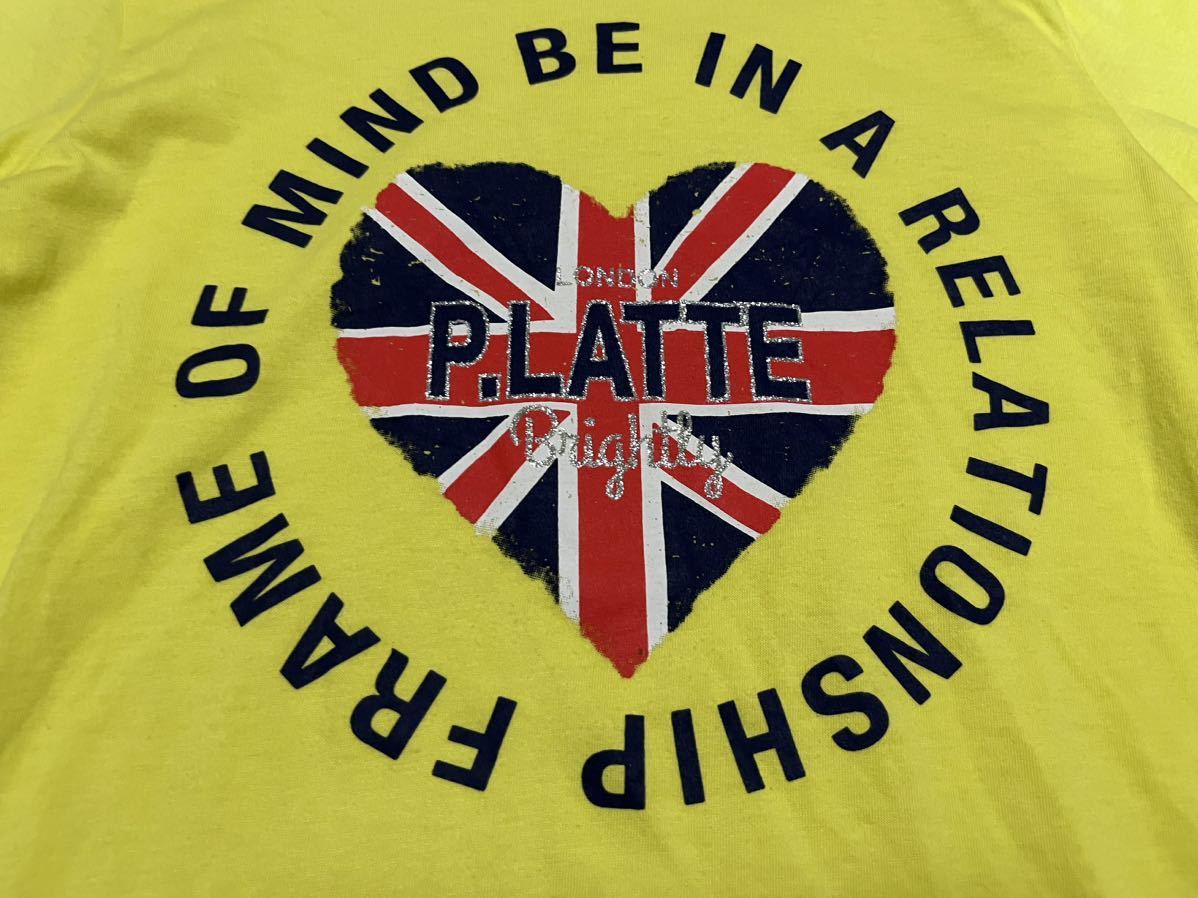 FRAME OF MIND BE IN A RELATIONSHIP
LONDON
P.LATTE
Brightly